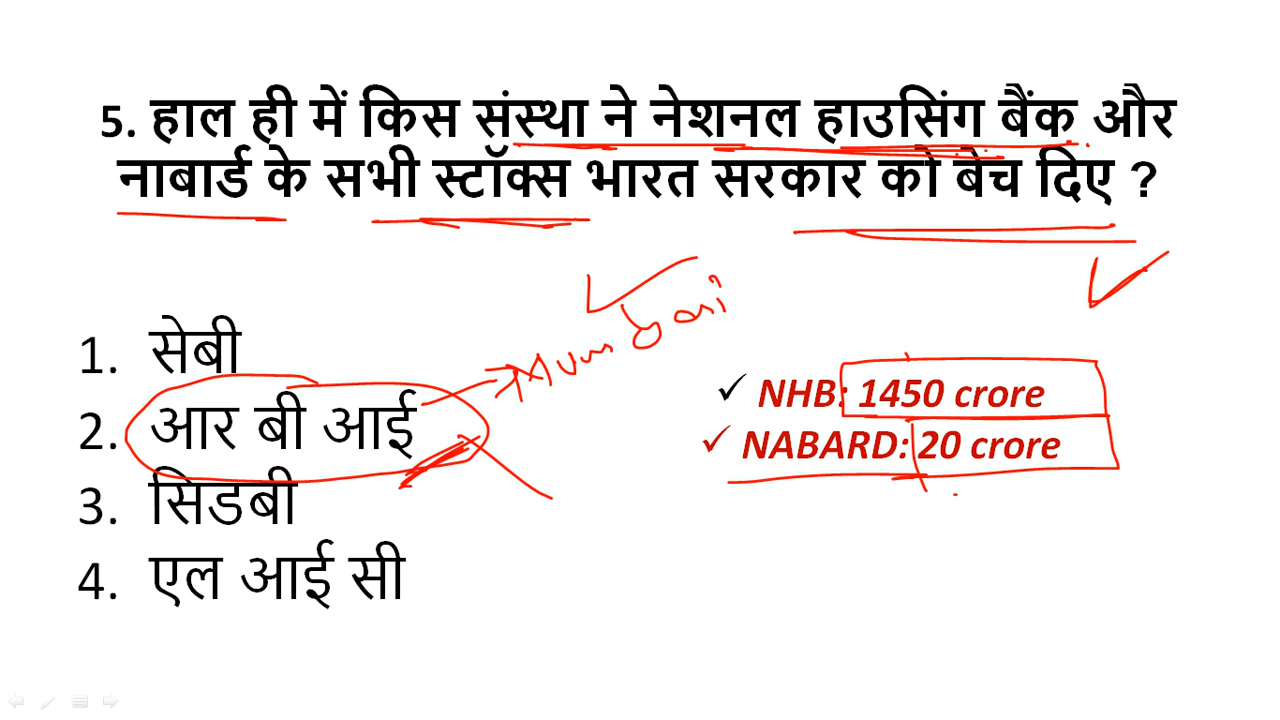 5. हाल ही में किस संस्था ने नेशनल हाउसिंग बैंक और
नाबार्ड के सभी स्टॉक्स भारत सरकार को बेच दिए ?
1. सेबी
2. आर बी आई
3. सिडबी
4. एल आई सी
✓ NHB: 1450 crore
✓ NABARD: 20 crore